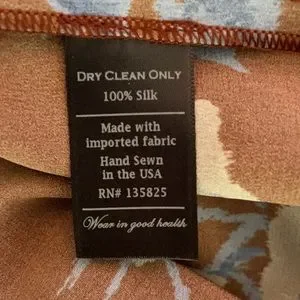 DRY CLEAN ONLY
100% Silk
Made with
imported fabric
Hand Sewn
in the USA
RN# 135825
Wear in good health